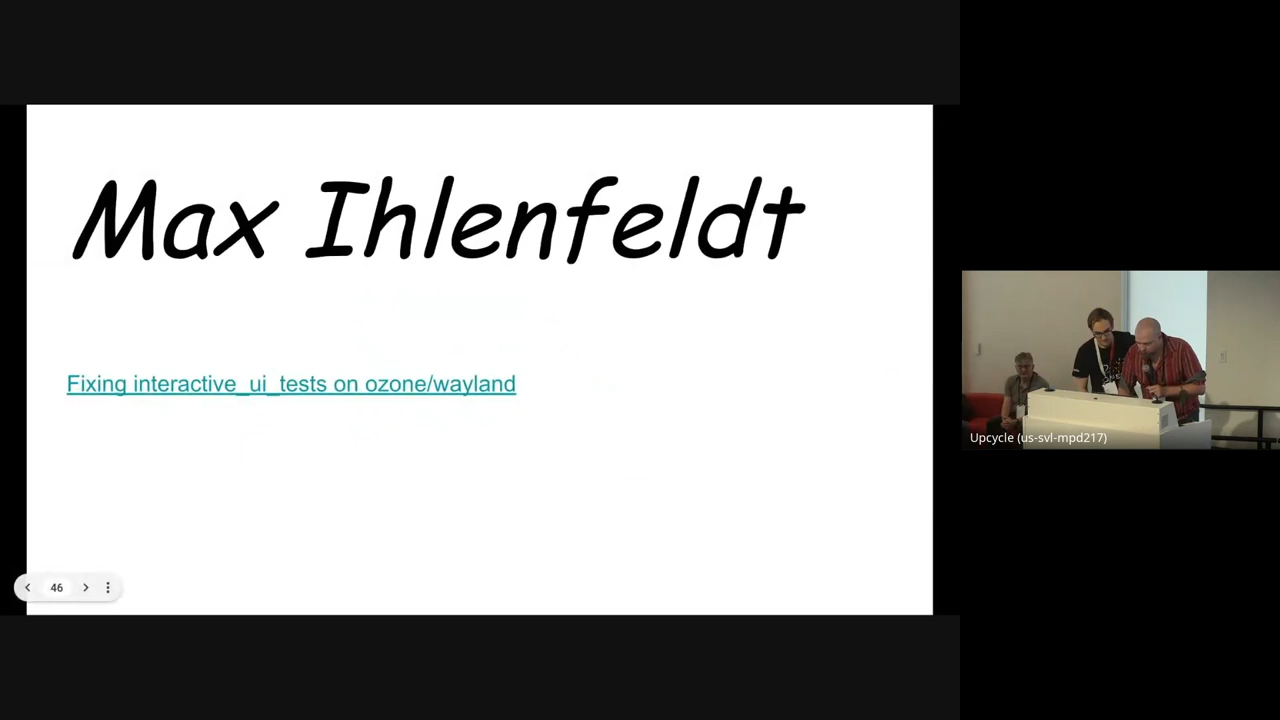 Max Ihlenfeldt
Fixing interactive_ui_tests on ozone/wayland
46
Upcycle (us-svl-mpd217)